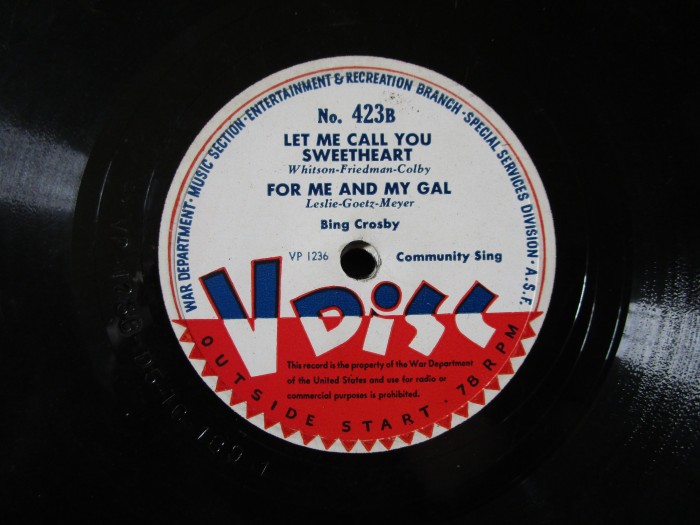 WAR DEPARTMENT · MUSIC SECTION · ENTERTAINMENT & RECREATION BRANCH · SPECIAL SERVICES DIVISION · A.S.F.
No. 423B
LET ME CALL YOU
SWEETHEART
Whitson-Friedman-Colby
FOR ME AND MY GAL
Leslie-Goetz-Meyer
Bing Crosby
VP 1236 Community Sing
V DISC
This record is the property of the War Department
of the United States and use for radio or
commercial purposes is prohibited.
OUTSIDE START · 78 RPM